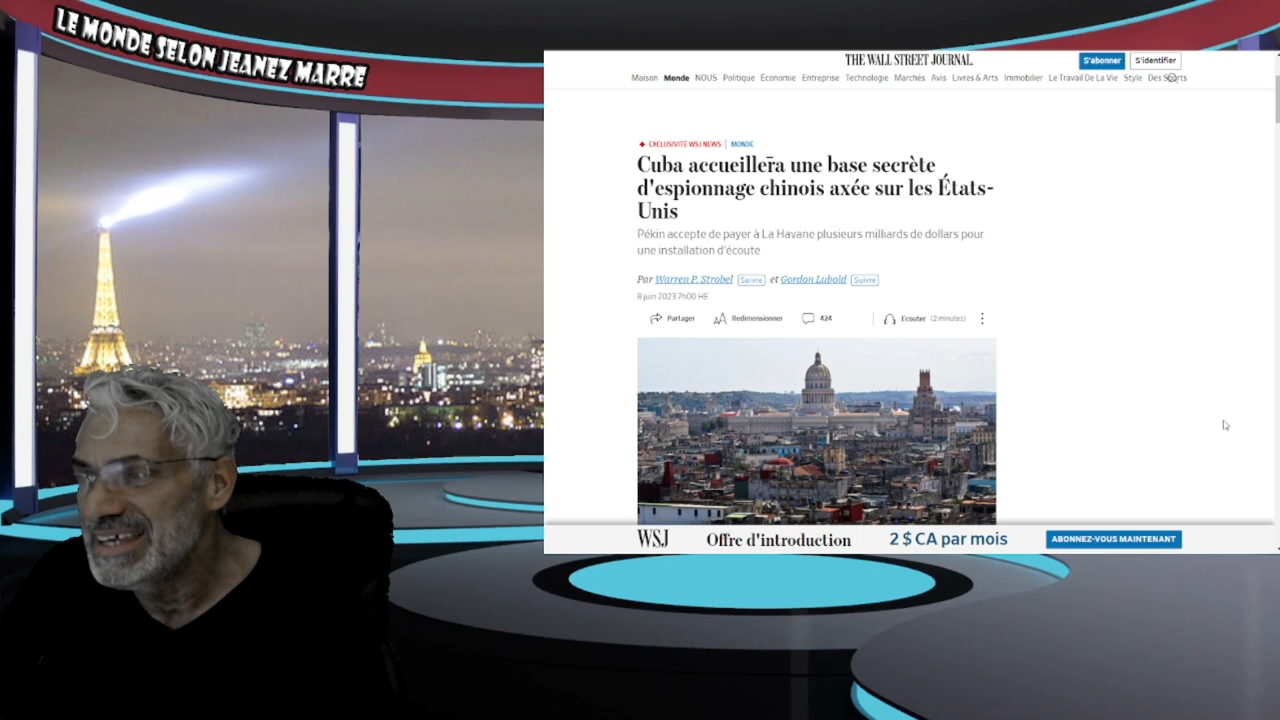 LE MONDE SELON JEANEZ MARRE
THE WALL STREET JOURNAL.
S'abonner S'identifier
Maison Monde NOUS Politique Économie Entreprise Technologie Marchés Avis Livres & Arts Immobilier Le Travail De La Vie Style Des Sports
EXCLUSIVITÉ WSJ NEWS | MONDE
Cuba accueillera une base secrète
d'espionnage chinois axée sur les États-
Unis
Pékin accepte de payer à La Havane plusieurs milliards de dollars pour
une installation d'écoute
Par Warren P. Strobel Suivre et Gordon Lubold Suivre
8 juin 2023 7h00 HE
Partager Redimensionner 424 Ecouter (2 minutes)
WSJ Offre d'introduction 2 $ CA par mois ABONNEZ-VOUS MAINTENANT